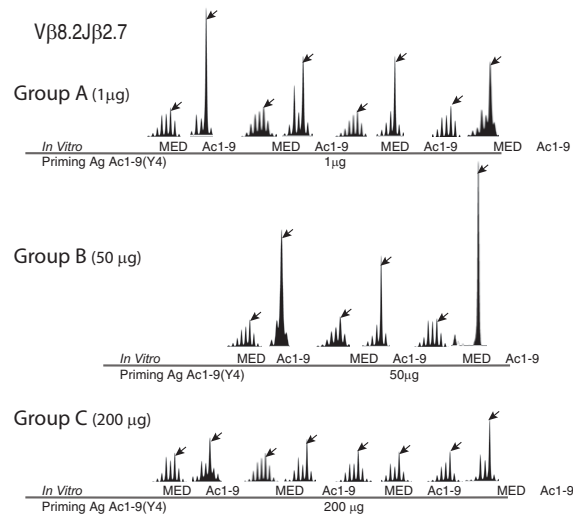 Vβ8.2Jβ2.7
Group A (1μg)
In Vitro MED Ac1-9 MED Ac1-9 MED Ac1-9 MED Ac1-9
Priming Ag Ac1-9(Y4) 1μg
Group B (50 μg)
In Vitro MED Ac1-9 MED Ac1-9 MED Ac1-9
Priming Ag Ac1-9(Y4) 50μg
Group C (200 μg)
In Vitro MED Ac1-9 MED Ac1-9 MED Ac1-9 MED Ac1-9
Priming Ag Ac1-9(Y4) 200 μg